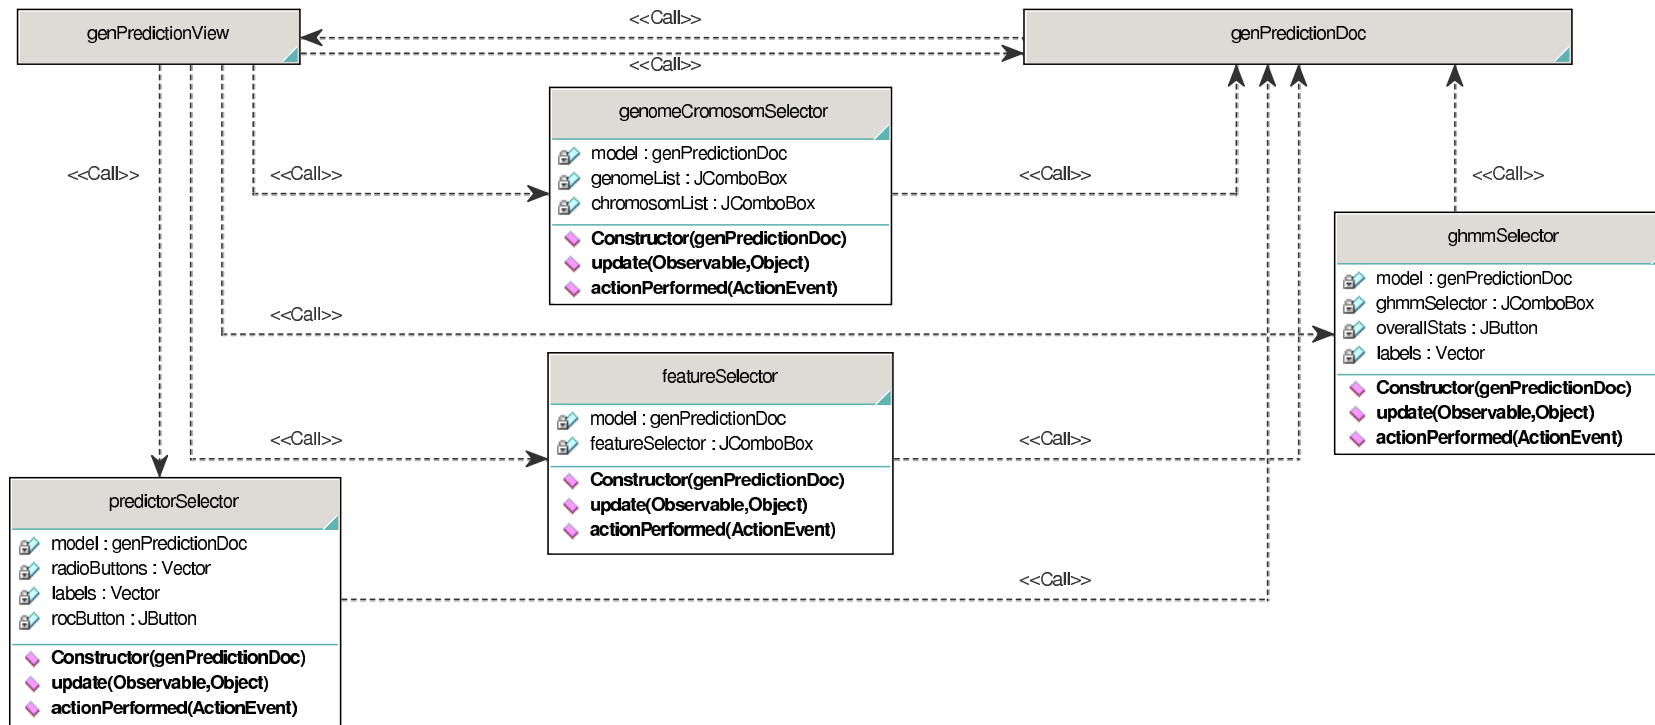 <<Call>>
genPredictionView
genPredictionDoc
<<Call>>
genomeCromosomSelector
model : genPredictionDoc
genomeList : JComboBox
chromosomList : JComboBox
Constructor(genPredictionDoc)
update(Observable,Object)
actionPerformed(ActionEvent)
<<Call>>
<<Call>>
<<Call>>
<<Call>>
ghmmSelector
model : genPredictionDoc
ghmmSelector : JComboBox
overallStats : JButton
labels : Vector
Constructor(genPredictionDoc)
update(Observable,Object)
actionPerformed(ActionEvent)
<<Call>>
featureSelector
model : genPredictionDoc
featureSelector : JComboBox
Constructor(genPredictionDoc)
update(Observable,Object)
actionPerformed(ActionEvent)
<<Call>>
<<Call>>
predictorSelector
model : genPredictionDoc
radioButtons : Vector
labels : Vector
rocButton : JButton
Constructor(genPredictionDoc)
update(Observable,Object)
actionPerformed(ActionEvent)
<<Call>>